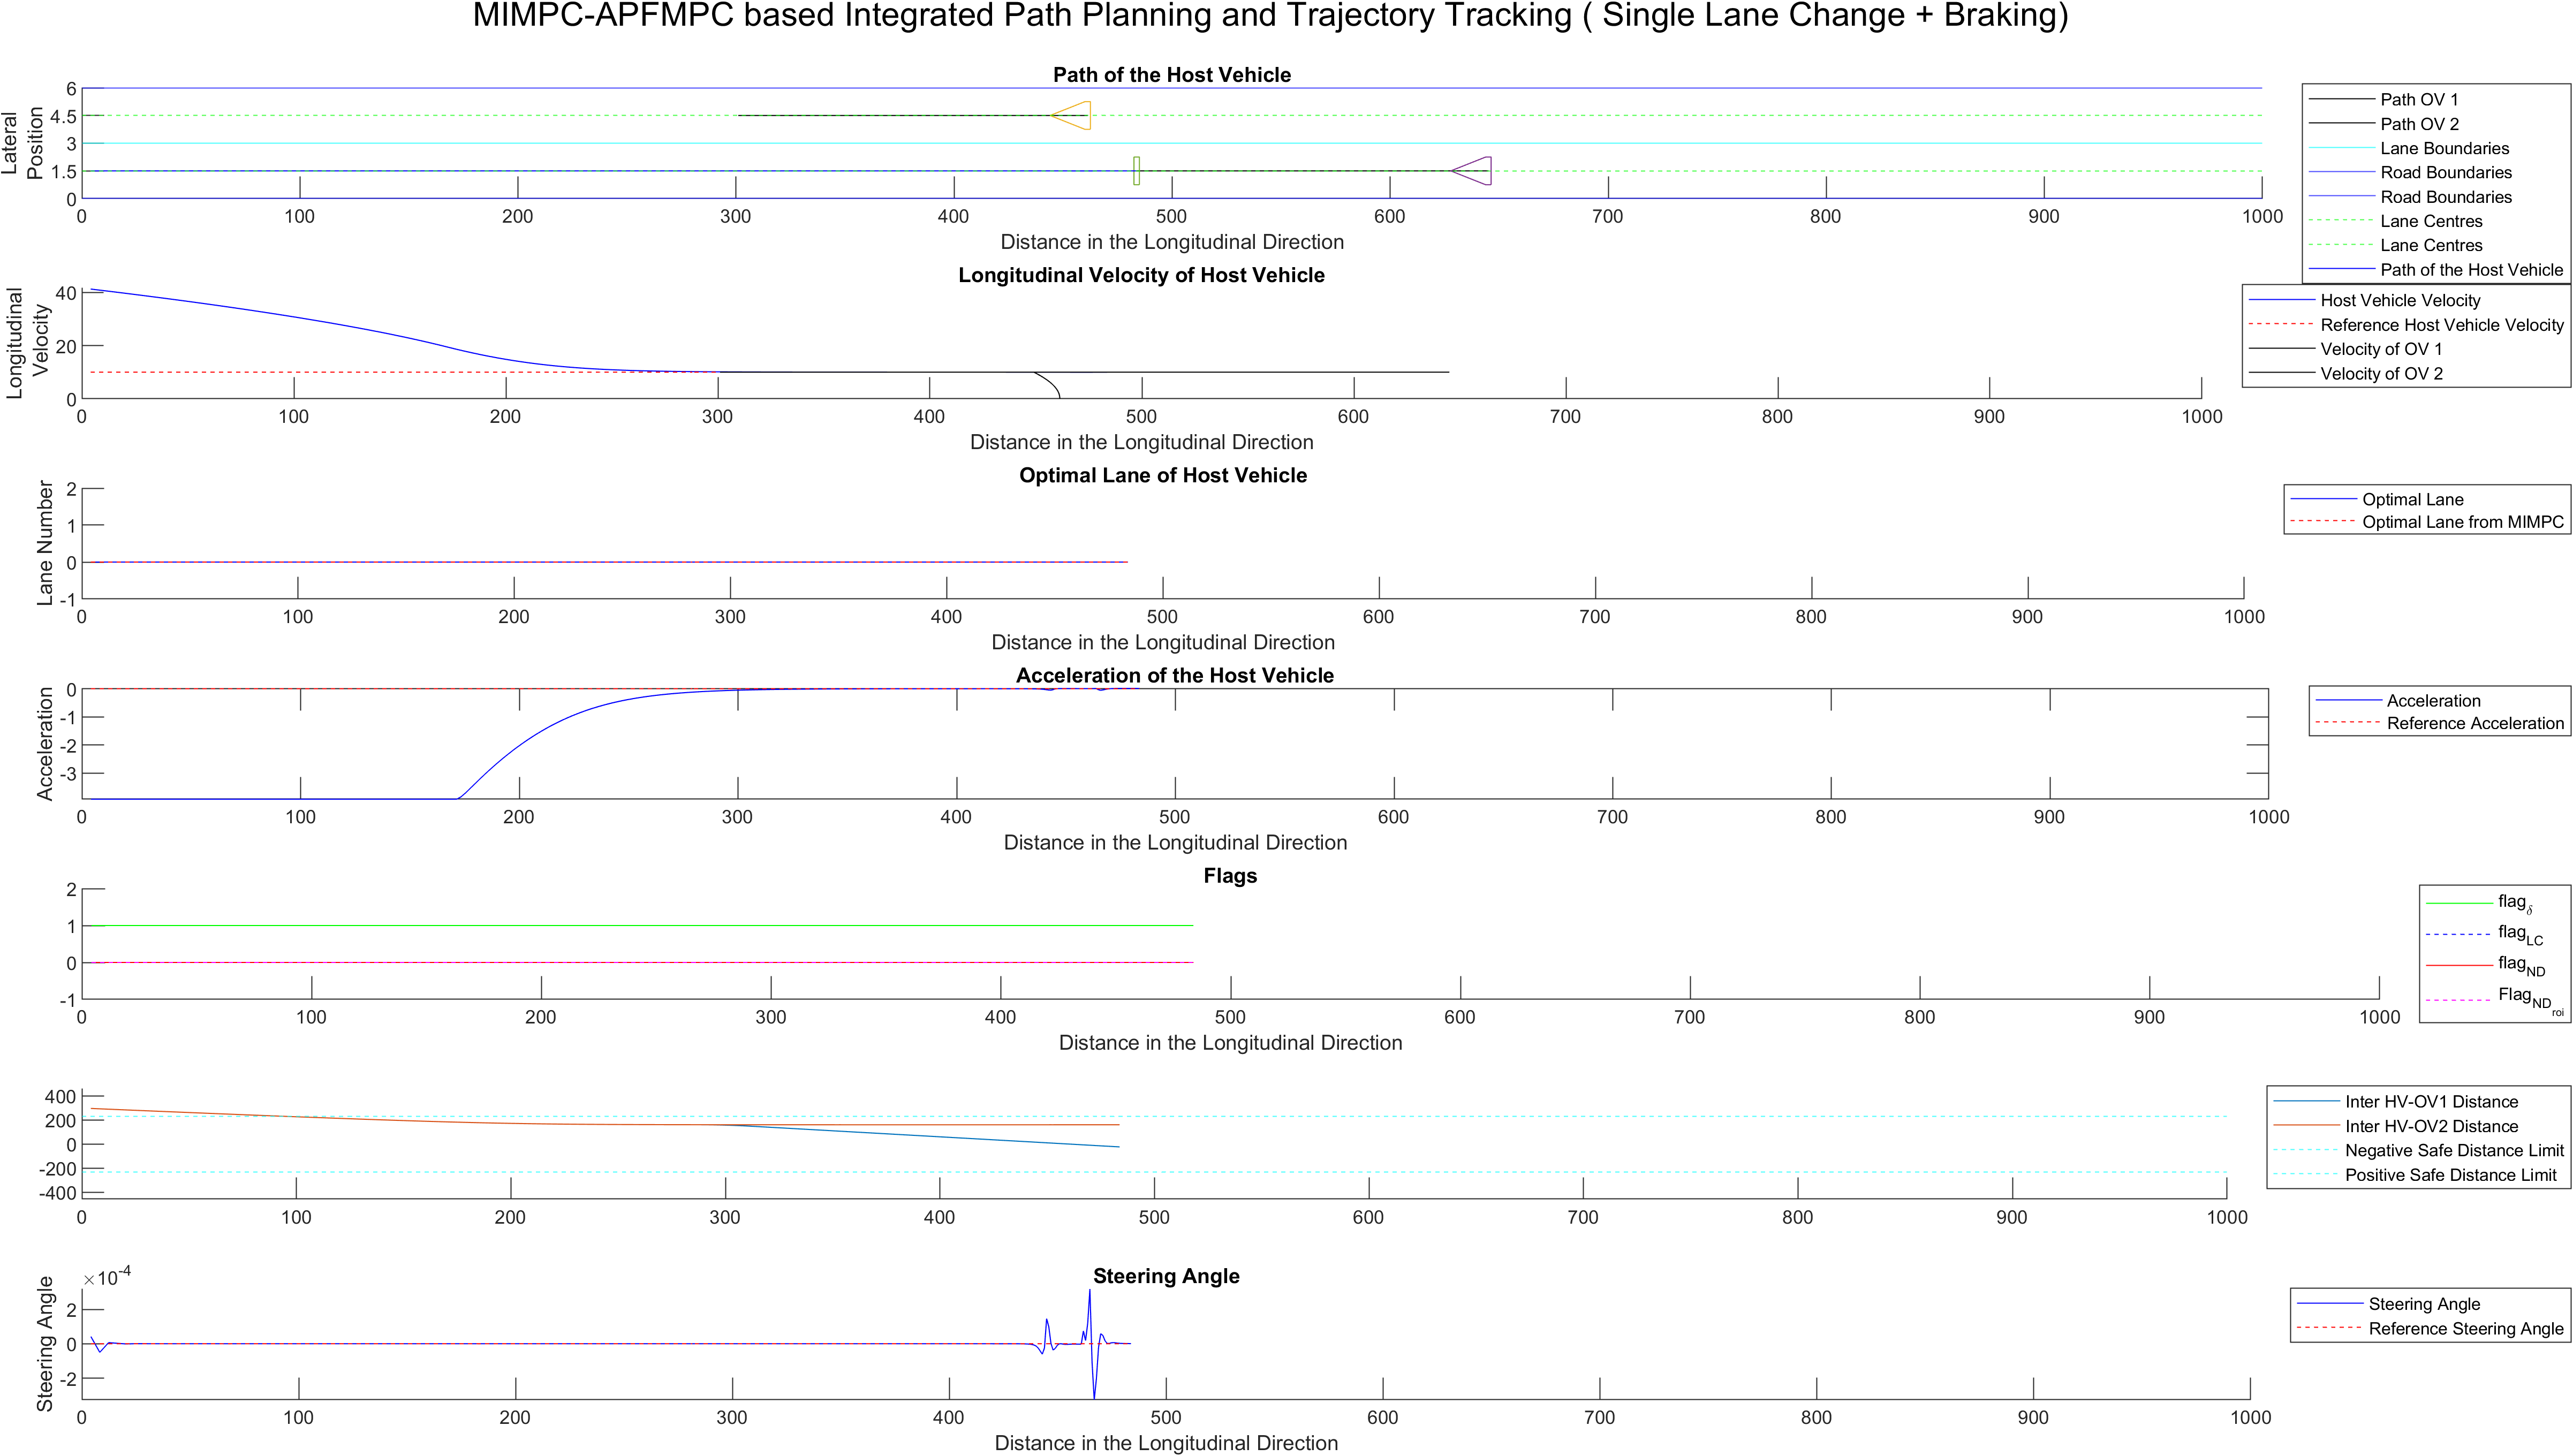 MIMPC-APFMPC based Integrated Path Planning and Trajectory Tracking ( Single Lane Change + Braking)
Path of the Host Vehicle
Lateral
Position
6
4.5
3
1.5
0
0 100 200 300 400 500 600 700 800 900 1000
Distance in the Longitudinal Direction
Path OV 1
Path OV 2
Lane Boundaries
Road Boundaries
Road Boundaries
Lane Centres
Lane Centres
Path of the Host Vehicle
Longitudinal Velocity of Host Vehicle
Longitudinal
Velocity
40
20
0
0 100 200 300 400 500 600 700 800 900 1000
Distance in the Longitudinal Direction
Host Vehicle Velocity
Reference Host Vehicle Velocity
Velocity of OV 1
Velocity of OV 2
Optimal Lane of Host Vehicle
Lane Number
2
1
0
-1
0 100 200 300 400 500 600 700 800 900 1000
Distance in the Longitudinal Direction
Optimal Lane
Optimal Lane from MIMPC
Acceleration of the Host Vehicle
Acceleration
0
-1
-2
-3
0 100 200 300 400 500 600 700 800 900 1000
Distance in the Longitudinal Direction
Acceleration
Reference Acceleration
Flags
2
1
0
-1
0 100 200 300 400 500 600 700 800 900 1000
Distance in the Longitudinal Direction
flag_δ
flag_LC
flag_ND
Flag_ND_roi
400
200
0
-200
-400
0 100 200 300 400 500 600 700 800 900 1000
Inter HV-OV1 Distance
Inter HV-OV2 Distance
Negative Safe Distance Limit
Positive Safe Distance Limit
Steering Angle
×10^-4
Steering Angle
2
0
-2
0 100 200 300 400 500 600 700 800 900 1000
Distance in the Longitudinal Direction
Steering Angle
Reference Steering Angle